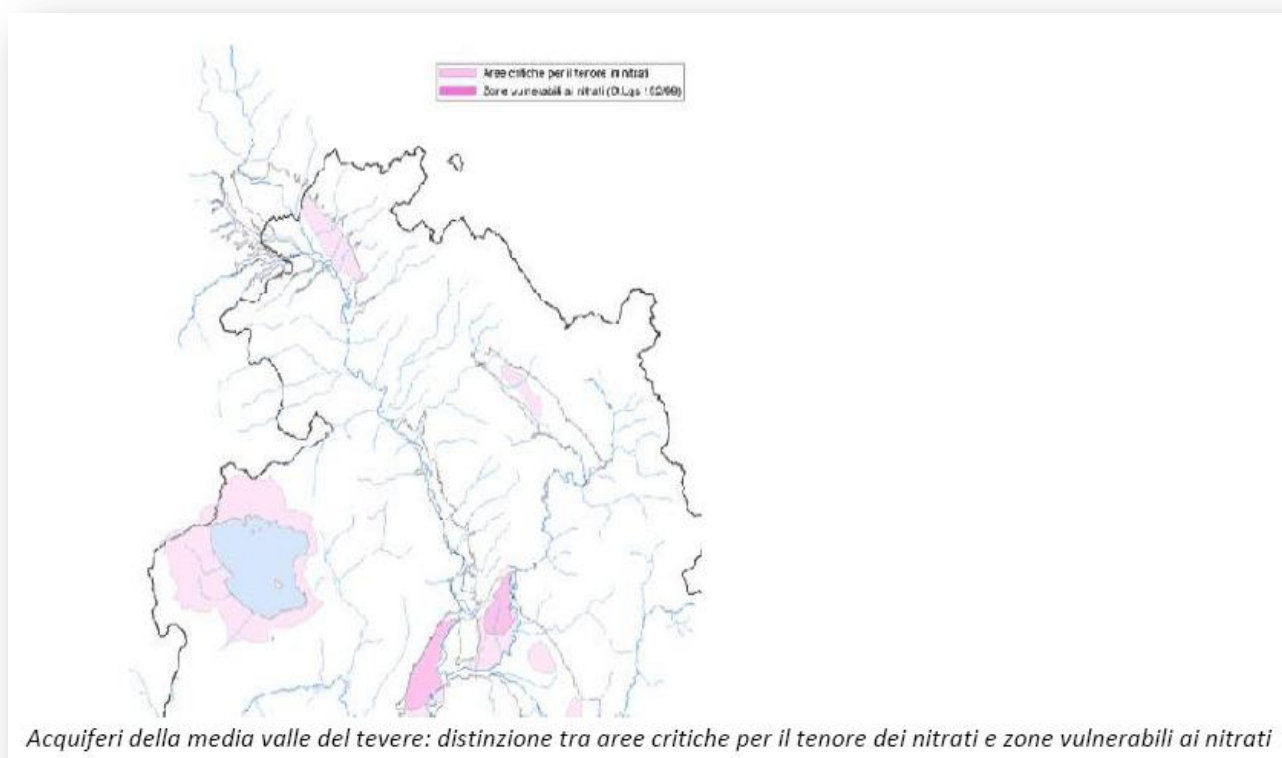 Aree critiche per il tenore in nitrati
Zone vulnerabili ai nitrati (D.Lgs 152/99)
Acquiferi della media valle del tevere: distinzione tra aree critiche per il tenore dei nitrati e zone vulnerabili ai nitrati